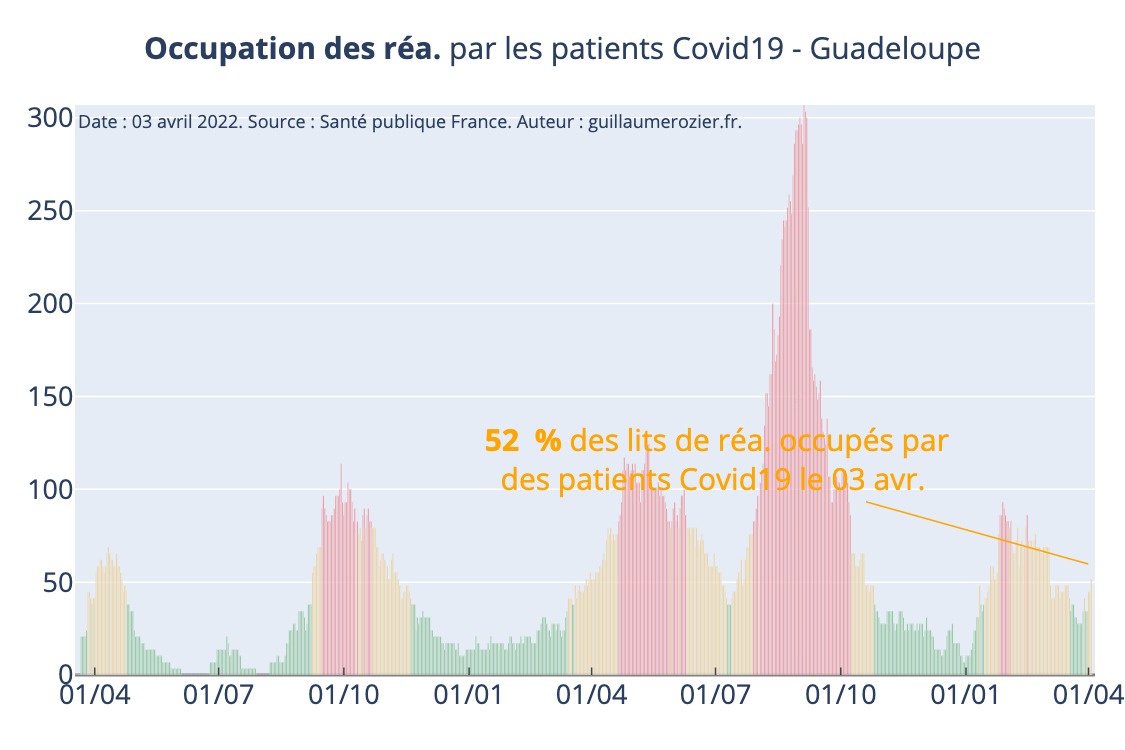 Occupation des réa. par les patients Covid19 - Guadeloupe
300
Date : 03 avril 2022. Source : Santé publique France. Auteur : guillaumerozier.fr.
250
200
150
52 % des lits de réa. occupés par
des patients Covid19 le 03 avr.
100
50
0
01/04 01/07 01/10 01/01 01/04 01/07 01/10 01/01 01/04